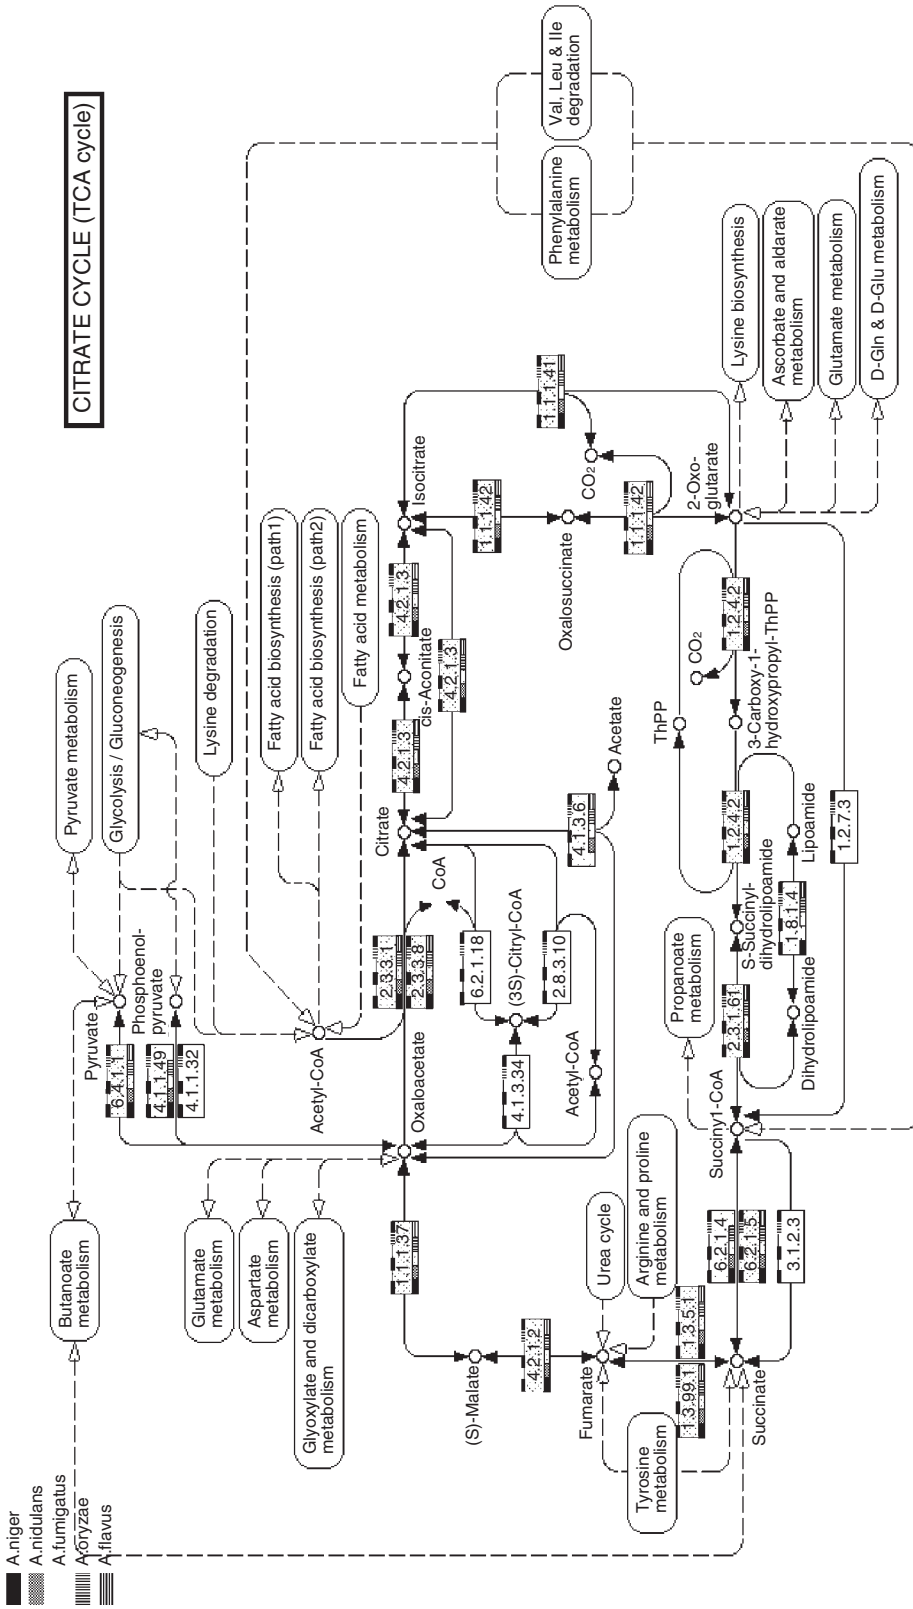 CITRATE CYCLE (TCA cycle)
A.niger
A.nidulans
A.fumigatus
A.oryzae
A.flavus
Butanoate
metabolism
Pyruvate metabolism
Glycolysis / Gluconeogenesis
Lysine degradation
Fatty acid biosynthesis (path1)
Fatty acid biosynthesis (path2)
Fatty acid metabolism
Val, Leu & Ile
degradation
Phenylalanine
metabolism
Pyruvate
Phosphoenol-
pyruvate
6.4.1.1
4.1.1.49
4.1.1.32
Acetyl-CoA
Glutamate
metabolism
Aspartate
metabolism
Glyoxylate and dicarboxylate
metabolism
1.1.1.37
Oxaloacetate
2.3.3.1
2.3.3.8
CoA
Citrate
4.2.1.3
cis-Aconitate
4.2.1.3
4.2.1.3
Isocitrate
1.1.1.41
1.1.1.42
CO2
Oxalosuccinate
1.1.1.42
2-Oxo-
glutarate
6.2.1.18
(3S)-Citryl-CoA
2.8.3.10
4.1.3.34
Acetyl-CoA
4.1.3.6
Acetate
(S)-Malate
4.2.1.2
Fumarate
Urea cycle
Arginine and proline
metabolism
1.3.5.1
1.3.99.1
Tyrosine
metabolism
Succinate
6.2.1.4
6.2.1.5
3.1.2.3
Succiny1-CoA
Propanoate
metabolism
2.3.1.61
S-Succinyl-
dihydrolipoamide
Dihydrolipoamide
1.8.1.4
Lipoamide
1.2.4.2
ThPP
3-Carboxy-1-
hydroxypropyl-ThPP
1.2.4.2
CO2
1.2.7.3
Lysine biosynthesis
Ascorbate and aldarate
metabolism
Glutamate metabolism
D-Gln & D-Glu metabolism